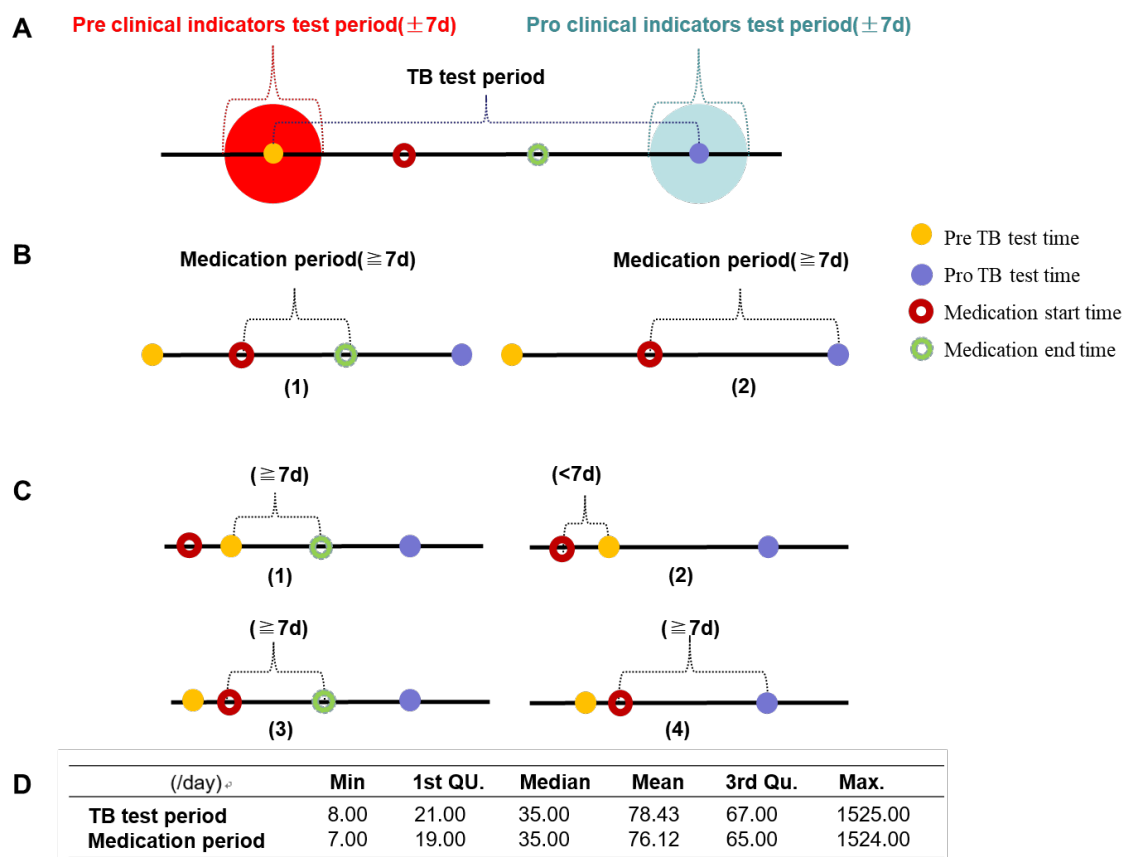 A
Pre clinical indicators test period(±7d)
Pro clinical indicators test period(±7d)
TB test period
B
Medication period(≧7d)
Medication period(≧7d)
(1)
(2)
Pre TB test time
Pro TB test time
Medication start time
Medication end time
C
(≧7d)
(<7d)
(1)
(2)
(≧7d)
(≧7d)
(3)
(4)
D
(/day) Min 1st QU. Median Mean 3rd Qu. Max.
TB test period 8.00 21.00 35.00 78.43 67.00 1525.00
Medication period 7.00 19.00 35.00 76.12 65.00 1524.00